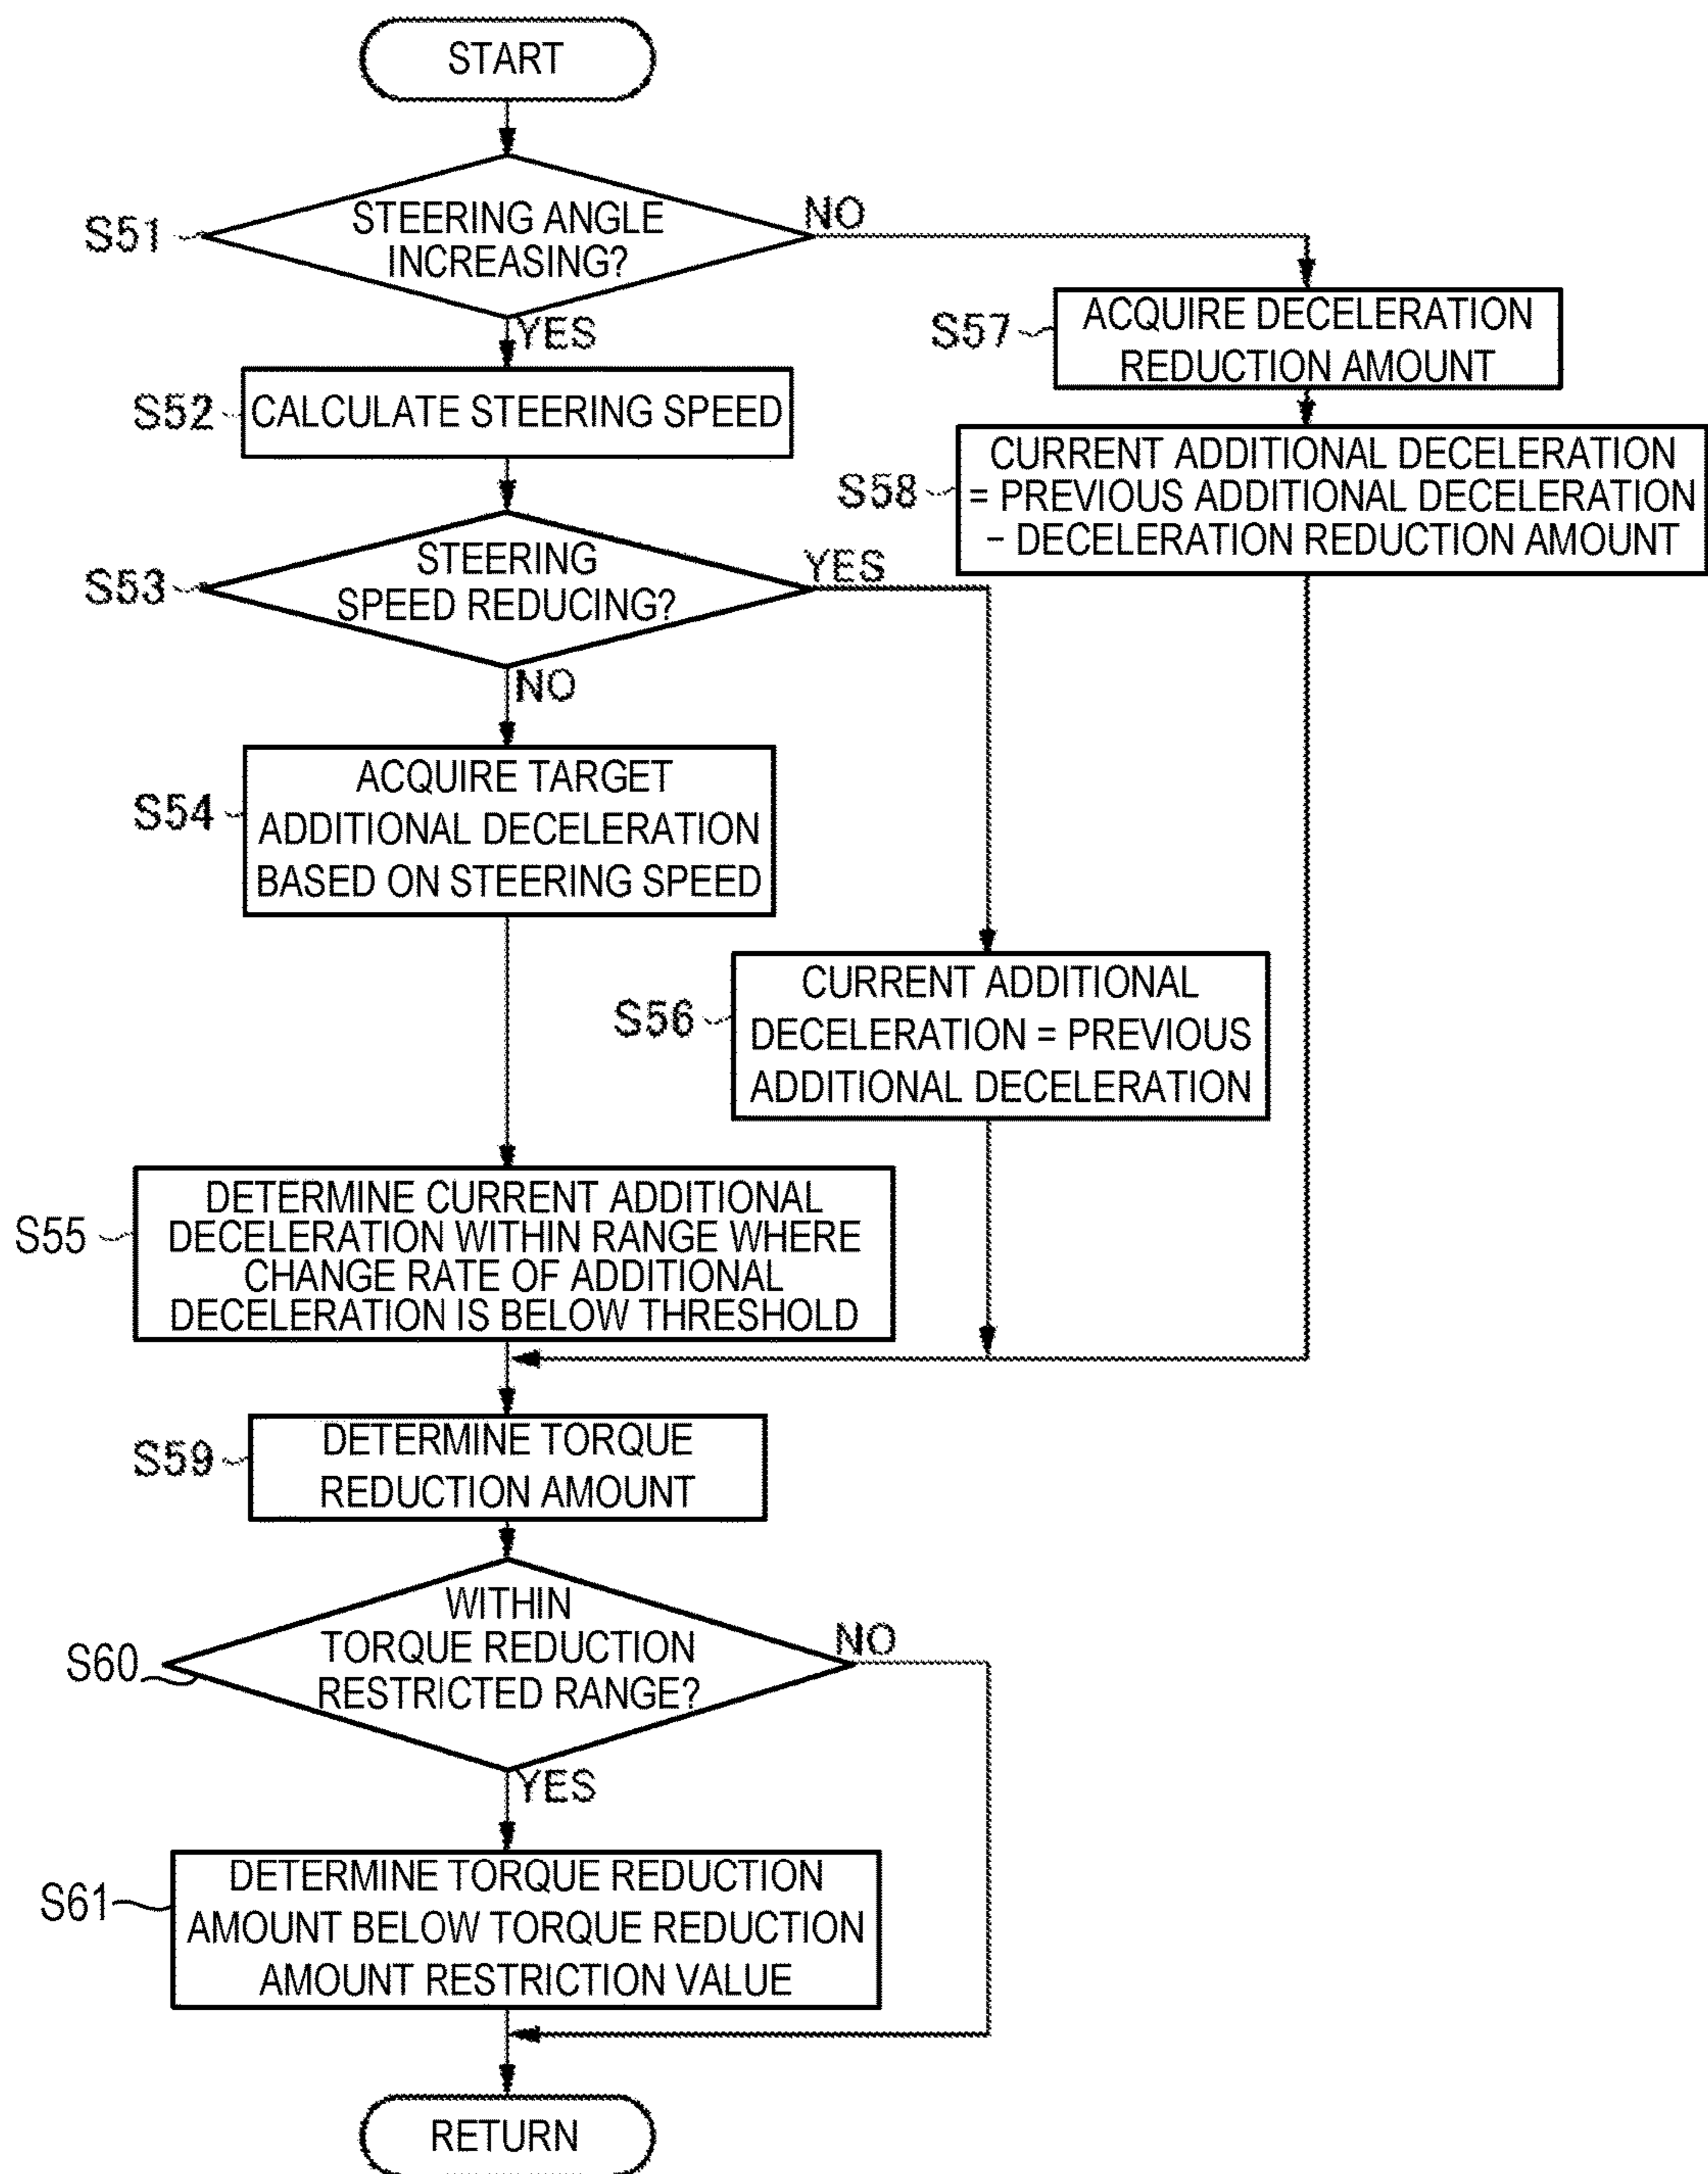 START
S51
STEERING ANGLE
INCREASING?
NO
YES
S57
ACQUIRE DECELERATION
REDUCTION AMOUNT
S52
CALCULATE STEERING SPEED
S58
CURRENT ADDITIONAL DECELERATION
= PREVIOUS ADDITIONAL DECELERATION
− DECELERATION REDUCTION AMOUNT
S53
STEERING
SPEED REDUCING?
YES
NO
S54
ACQUIRE TARGET
ADDITIONAL DECELERATION
BASED ON STEERING SPEED
S56
CURRENT ADDITIONAL
DECELERATION = PREVIOUS
ADDITIONAL DECELERATION
S55
DETERMINE CURRENT ADDITIONAL
DECELERATION WITHIN RANGE WHERE
CHANGE RATE OF ADDITIONAL
DECELERATION IS BELOW THRESHOLD
S59
DETERMINE TORQUE
REDUCTION AMOUNT
S60
WITHIN
TORQUE REDUCTION
RESTRICTED RANGE?
NO
YES
S61
DETERMINE TORQUE REDUCTION
AMOUNT BELOW TORQUE REDUCTION
AMOUNT RESTRICTION VALUE
RETURN